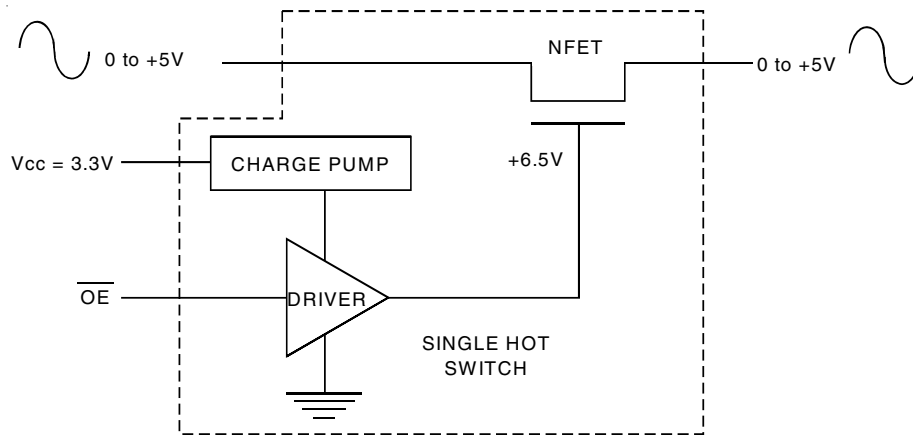 NFET
0 to +5V
0 to +5V
Vcc = 3.3V
CHARGE PUMP
+6.5V
OE
DRIVER
SINGLE HOT
SWITCH